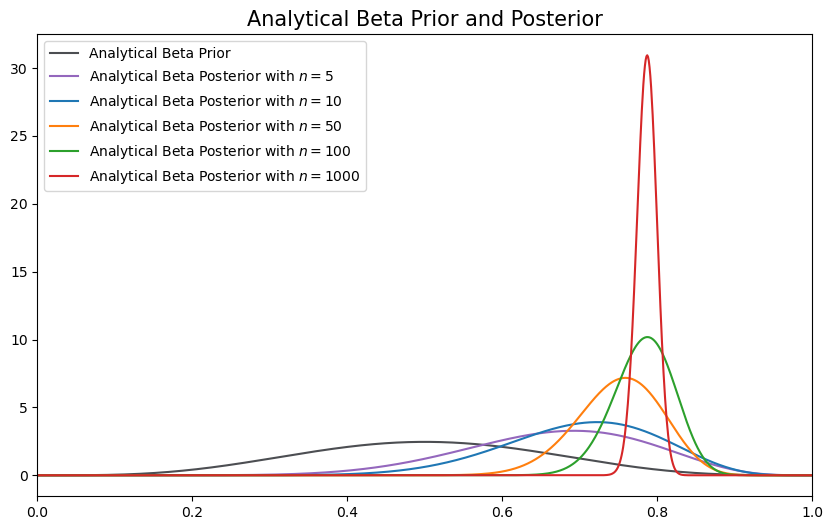 Analytical Beta Prior and Posterior
Analytical Beta Prior
Analytical Beta Posterior with n = 5
Analytical Beta Posterior with n = 10
Analytical Beta Posterior with n = 50
Analytical Beta Posterior with n = 100
Analytical Beta Posterior with n = 1000
30
25
20
15
10
5
0
0.0 0.2 0.4 0.6 0.8 1.0